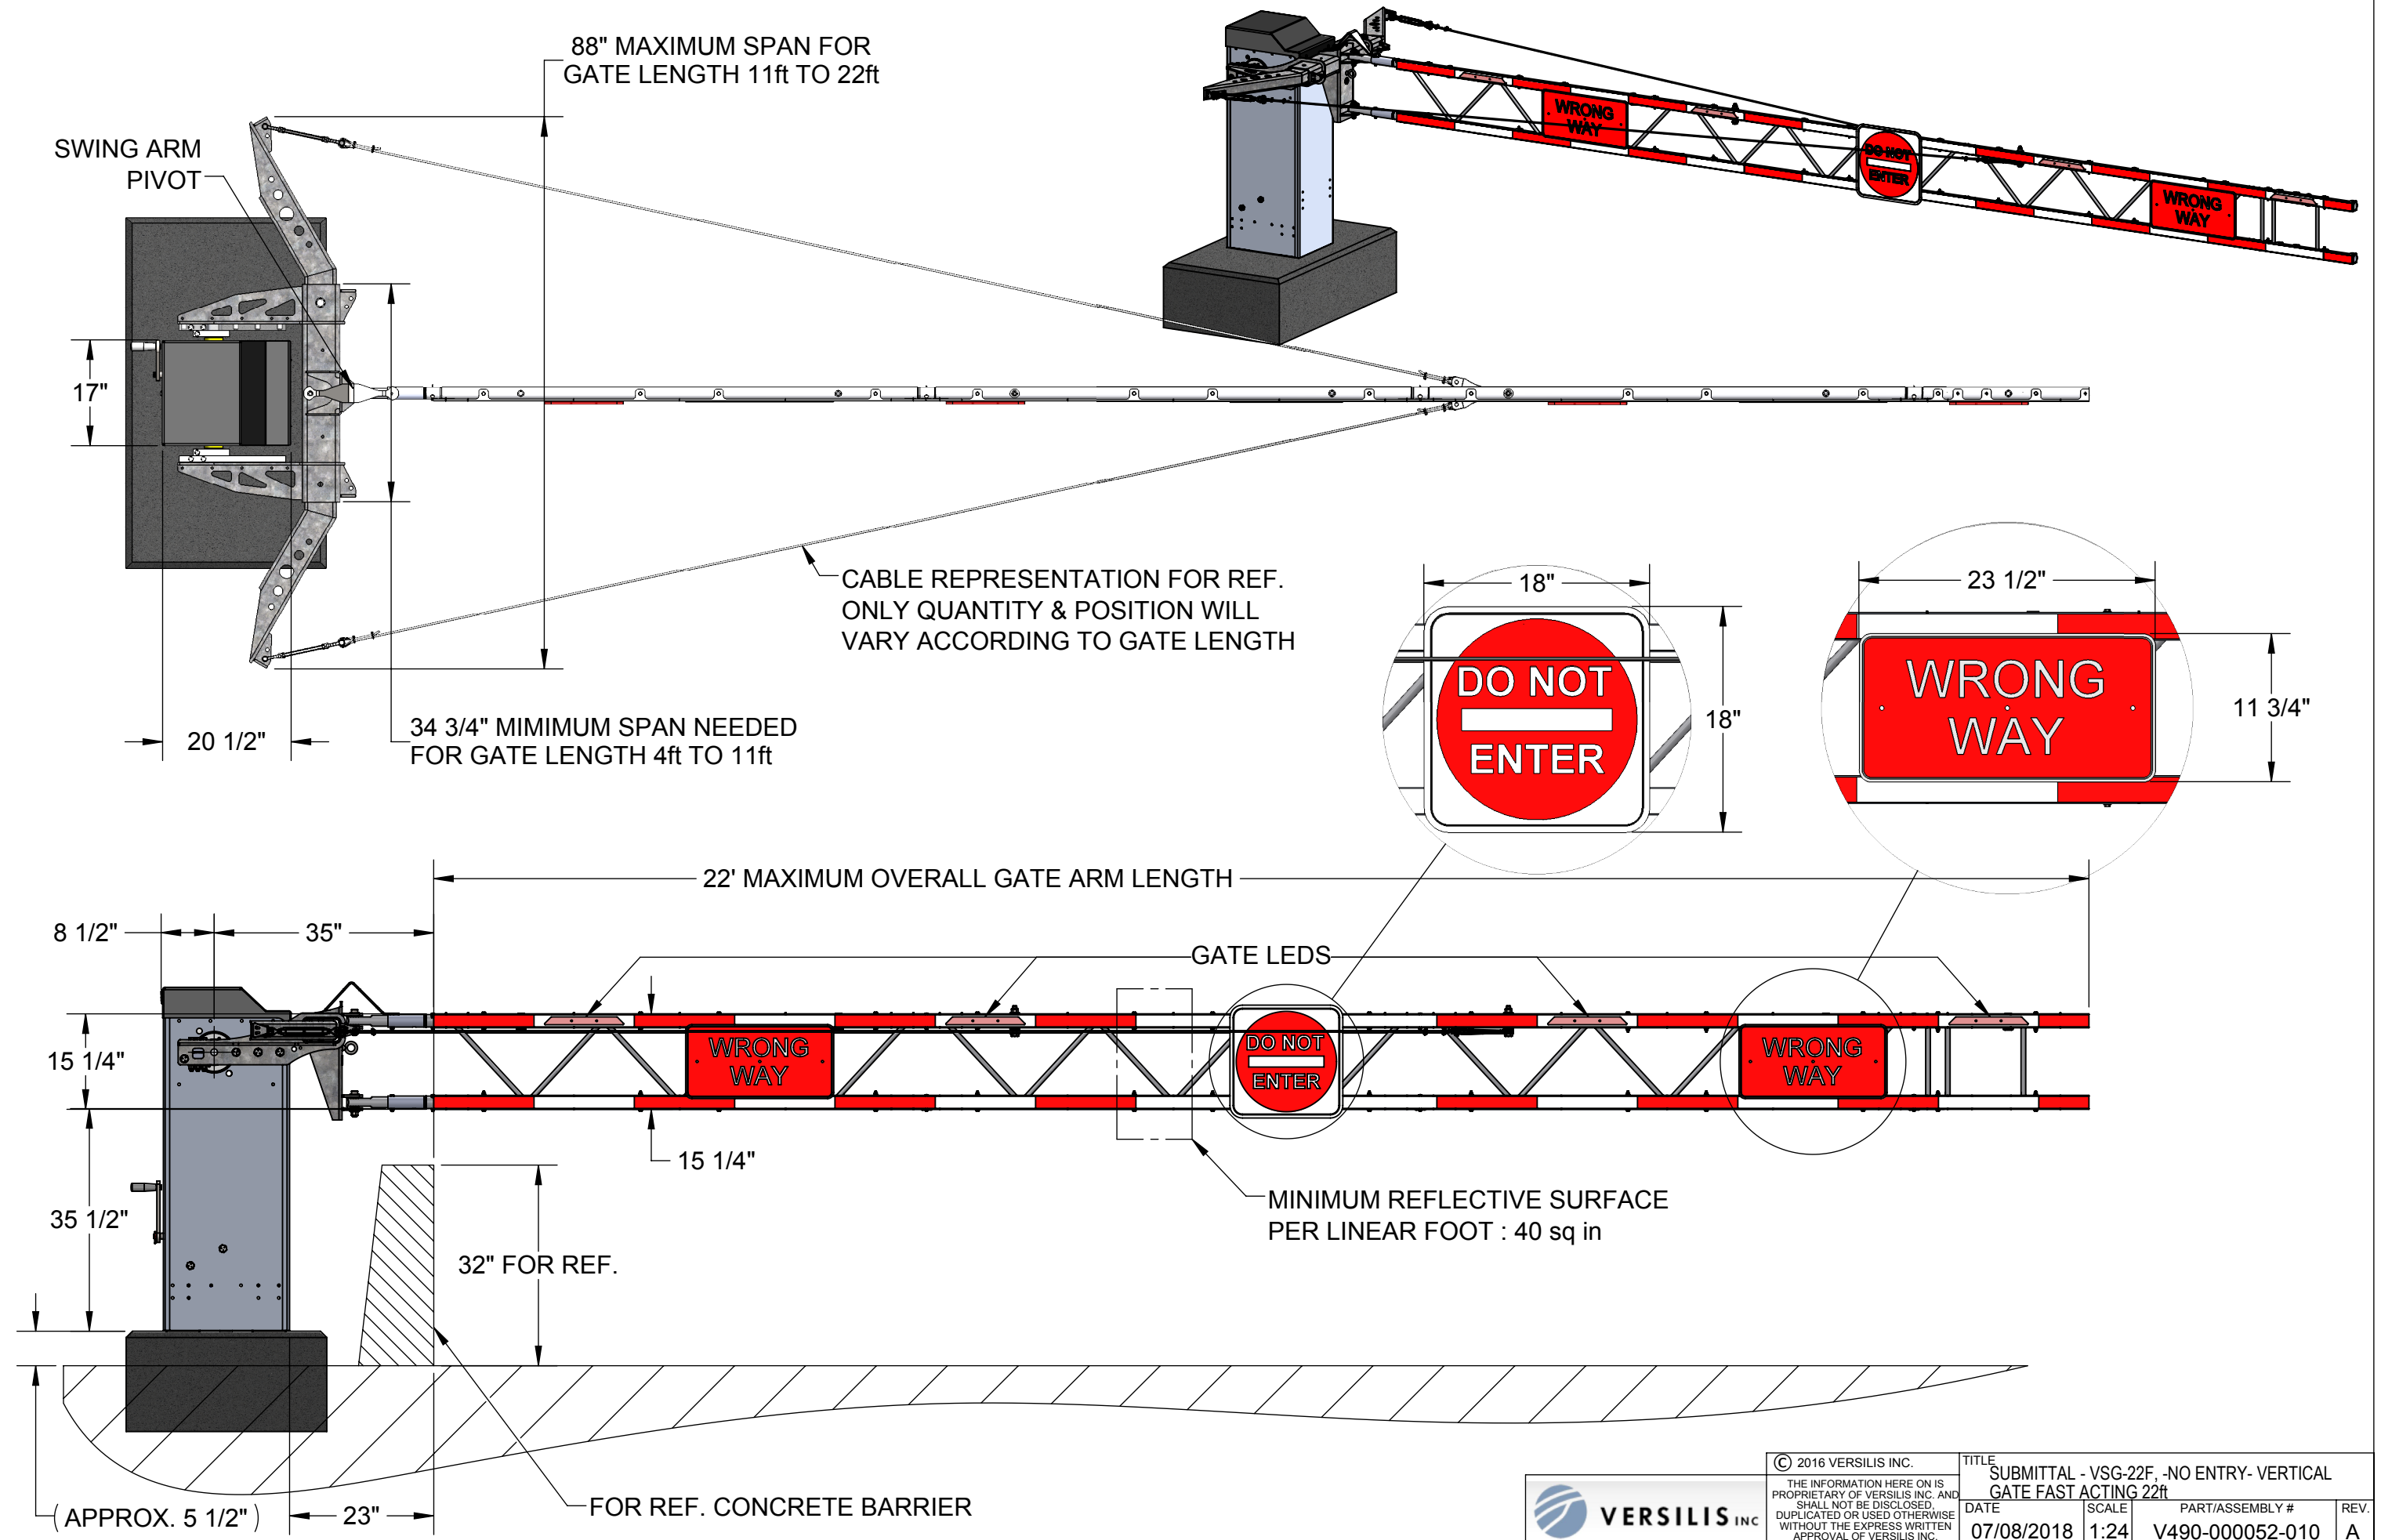 88" MAXIMUM SPAN FOR
GATE LENGTH 11ft TO 22ft
SWING ARM
PIVOT
17"
20 1/2"
34 3/4" MIMIMUM SPAN NEEDED
FOR GATE LENGTH 4ft TO 11ft
CABLE REPRESENTATION FOR REF.
ONLY QUANTITY & POSITION WILL
VARY ACCORDING TO GATE LENGTH
WRONG
WAY
DO NOT
ENTER
WRONG
WAY
18"
DO NOT
ENTER
18"
23 1/2"
WRONG
WAY
11 3/4"
22' MAXIMUM OVERALL GATE ARM LENGTH
8 1/2"
35"
GATE LEDS
15 1/4"
WRONG
WAY
DO NOT
ENTER
WRONG
WAY
15 1/4"
35 1/2"
32" FOR REF.
MINIMUM REFLECTIVE SURFACE
PER LINEAR FOOT : 40 sq in
(APPROX. 5 1/2")
23"
FOR REF. CONCRETE BARRIER
VERSILIS INC
© 2016 VERSILIS INC.
THE INFORMATION HERE ON IS
PROPRIETARY OF VERSILIS INC. AND
SHALL NOT BE DISCLOSED,
DUPLICATED OR USED OTHERWISE
WITHOUT THE EXPRESS WRITTEN
APPROVAL OF VERSILIS INC.
TITLE
SUBMITTAL - VSG-22F, -NO ENTRY- VERTICAL
GATE FAST ACTING 22ft
DATE
07/08/2018
SCALE
1:24
PART/ASSEMBLY #
V490-000052-010
REV.
A